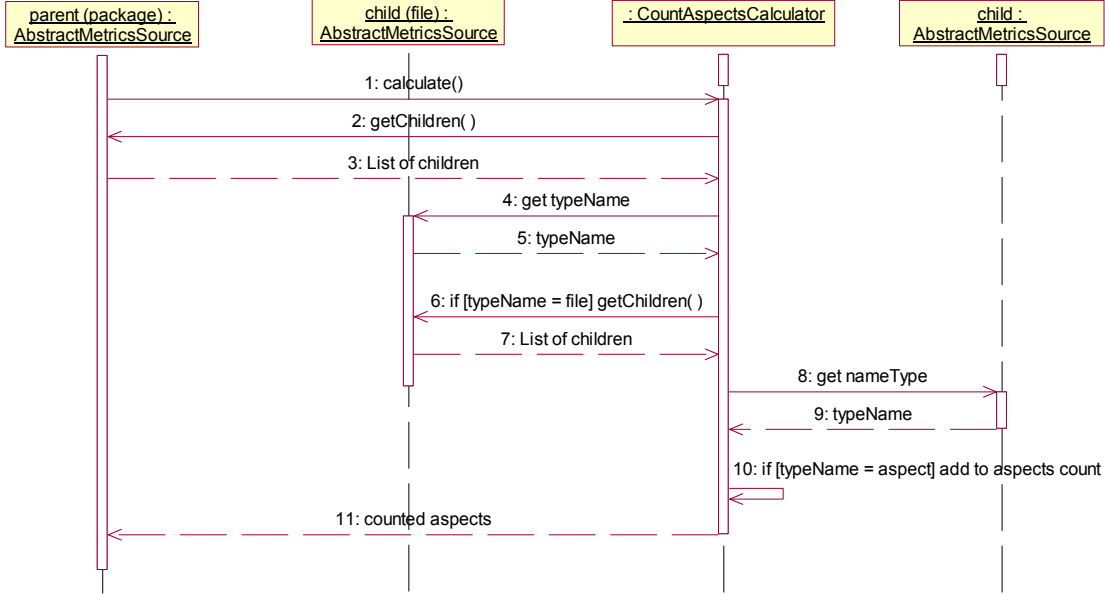 parent (package) :
AbstractMetricsSource
child (file) :
AbstractMetricsSource
: CountAspectsCalculator
child :
AbstractMetricsSource
1: calculate()
2: getChildren( )
3: List of children
4: get typeName
5: typeName
6: if [typeName = file] getChildren( )
7: List of children
8: get nameType
9: typeName
10: if [typeName = aspect] add to aspects count
11: counted aspects